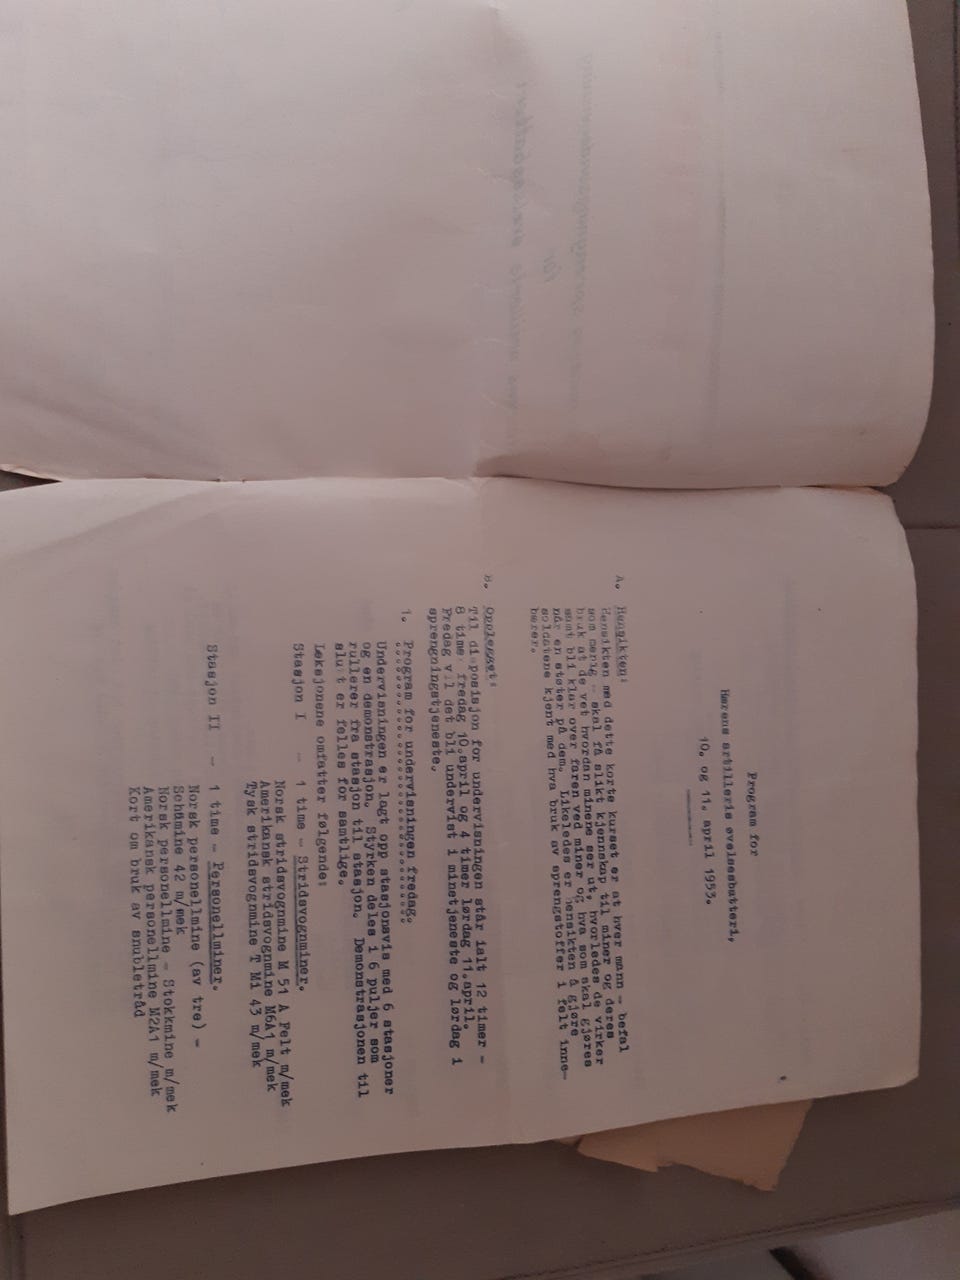 Program for
Hærens artilleris øvelsesbatteri,
10. og 11. april 1953.
A. Hensikten:
Hensikten med dette korte kurset er at hver mann - befal
som menig - skal få slikt kjennskap til miner og deres
bruk at de vet hvordan minene ser ut, hvorledes de virker
samt bli klar over faren ved miner og hva som skal gjøres
når en støter på dem. Likeledes er hensikten å gjøre
soldatene kjent med hva bruk av sprengstoffer i felt inne-
bærer.
B. Opplegget:
Til disposisjon for undervisningen står ialt 12 timer -
8 timer fredag 10.april og 4 timer lørdag 11.april.
Fredag vil det bli undervist i minetjeneste og lørdag i
sprengningstjeneste.
1. Program for undervisningen fredag.
Undervisningen er lagt opp stasjonsvis med 6 stasjoner
og en demonstrasjon. Styrken deles i 6 puljer som
rullerer fra stasjon til stasjon. Demonstrasjonen til
slutt er felles for samtlige.
Leksjonene omfatter følgende:
Stasjon I - 1 time - Stridsvognminer.
Norsk stridsvognmine M 51 A Felt m/mek
Amerikansk stridsvognmine M6A1 m/mek
Tysk stridsvognmine T Mi 43 m/mek
Stasjon II - 1 time - Personellminer.
Norsk personellmine (av tre) -
Schümine 42 m/mek
Norsk personellmine - Stokkmine m/mek
Amerikansk personellmine M2A1 m/mek
Kort om bruk av snubletråd